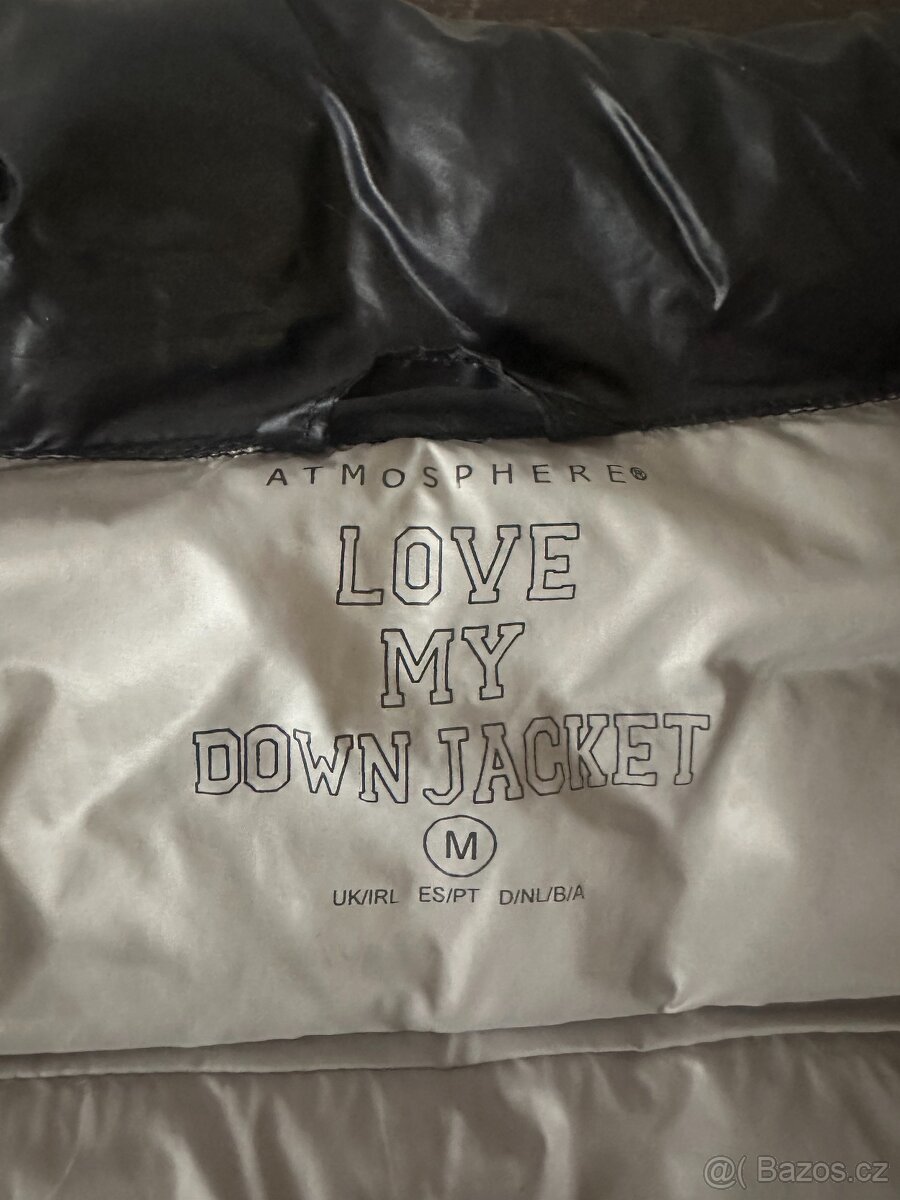 ATMOSPHERE®
LOVE
MY
DOWN JACKET
M
UK/IRL ES/PT D/NL/B/A
@( Bazos.cz